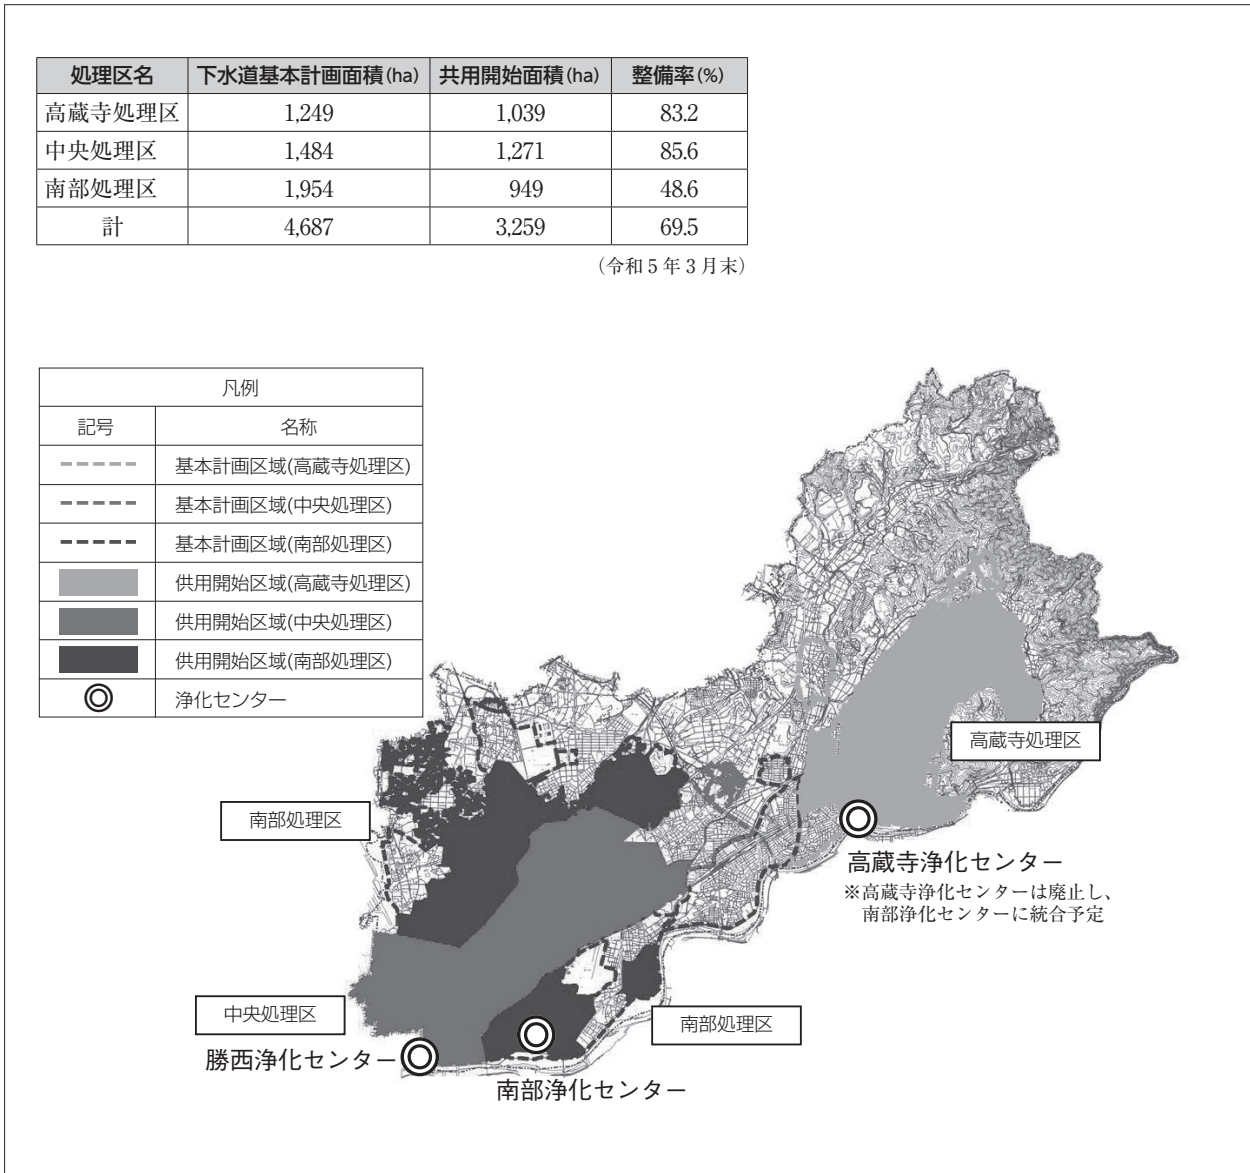 処理区名 下水道基本計画面積(ha) 共用開始面積(ha) 整備率(%)
高蔵寺処理区 1,249 1,039 83.2
中央処理区 1,484 1,271 85.6
南部処理区 1,954 949 48.6
計 4,687 3,259 69.5
(令和5年3月末)
凡例
記号 名称
基本計画区域(高蔵寺処理区)
基本計画区域(中央処理区)
基本計画区域(南部処理区)
供用開始区域(高蔵寺処理区)
供用開始区域(中央処理区)
供用開始区域(南部処理区)
浄化センター
高蔵寺処理区
南部処理区
高蔵寺浄化センター
※高蔵寺浄化センターは廃止し、
南部浄化センターに統合予定
中央処理区
南部処理区
勝西浄化センター
南部浄化センター